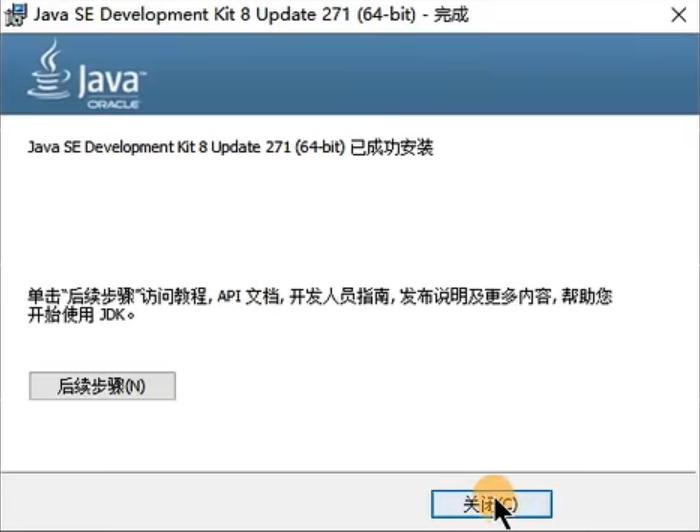 Java SE Development Kit 8 Update 271 (64-bit) - 完成
Java™
ORACLE
Java SE Development Kit 8 Update 271 (64-bit) 已成功安装
单击“后续步骤”访问教程, API 文档, 开发人员指南, 发布说明及更多内容, 帮助您
开始使用 JDK。
后续步骤(N)
关闭(C)